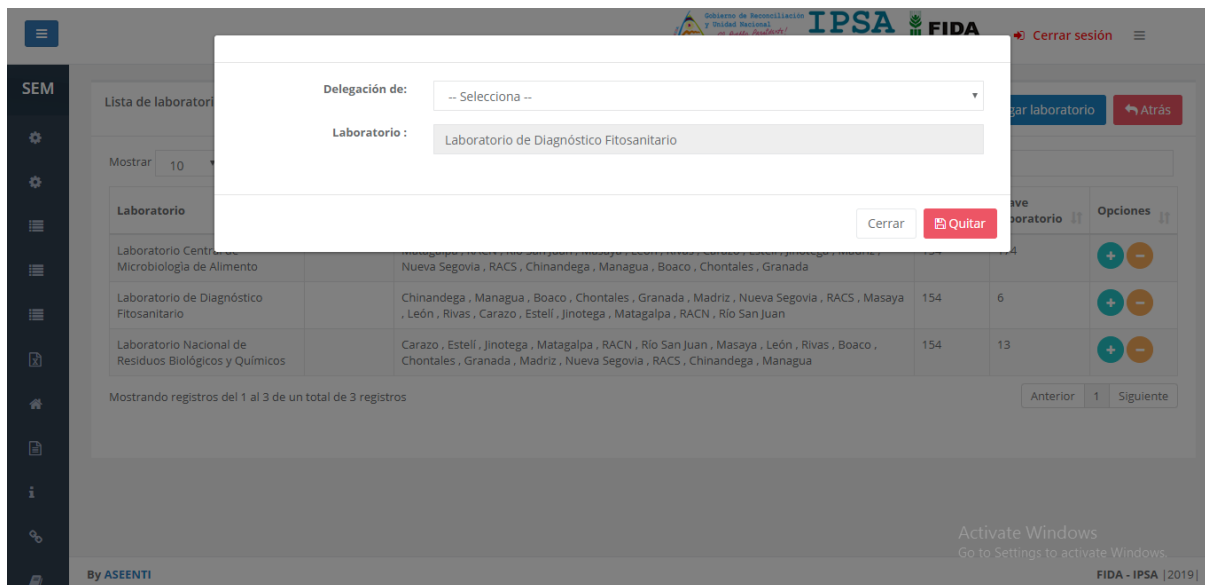 Gobierno de Reconciliación
y Unidad Nacional
IPSA
FIDA
Cerrar sesión
SEM
Lista de laboratori
gar laboratorio
Atrás
Delegación de:
-- Selecciona --
Laboratorio :
Laboratorio de Diagnóstico Fitosanitario
Cerrar
Quitar
Mostrar 10
Laboratorio
ave
boratorio
Opciones
Laboratorio Central de
Microbiología de Alimento
Nueva Segovia , RACS , Chinandega , Managua , Boaco , Chontales , Granada
Laboratorio de Diagnóstico
Fitosanitario
Chinandega , Managua , Boaco , Chontales , Granada , Madriz , Nueva Segovia , RACS , Masaya
, León , Rivas , Carazo , Estelí , Jinotega , Matagalpa , RACN , Río San Juan
154
6
Laboratorio Nacional de
Residuos Biológicos y Químicos
Carazo , Estelí , Jinotega , Matagalpa , RACN , Río San Juan , Masaya , León , Rivas , Boaco ,
Chontales , Granada , Madriz , Nueva Segovia , RACS , Chinandega , Managua
154
13
Mostrando registros del 1 al 3 de un total de 3 registros
Anterior 1 Siguiente
Activate Windows
Go to Settings to activate Windows.
By ASEENTI
FIDA - IPSA |2019|